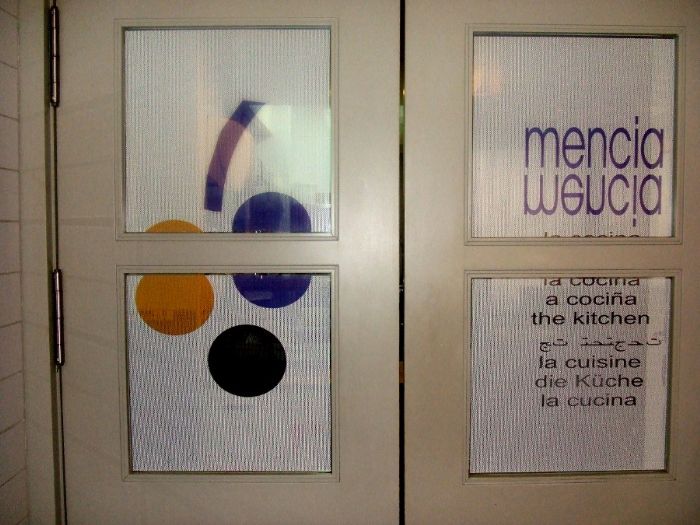 mencia
la cocina
a cociña
the kitchen
la cuisine
die Küche
la cucina